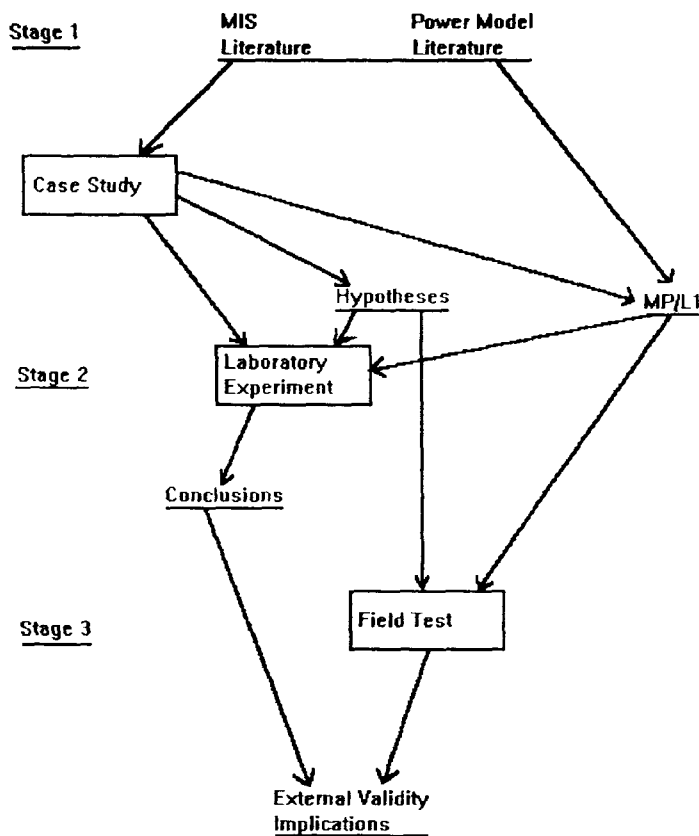 Stage 1
MIS
Literature
Power Model
Literature
Case Study
Hypotheses
MP/L1
Stage 2
Laboratory
Experiment
Conclusions
Stage 3
Field Test
External Validity
Implications